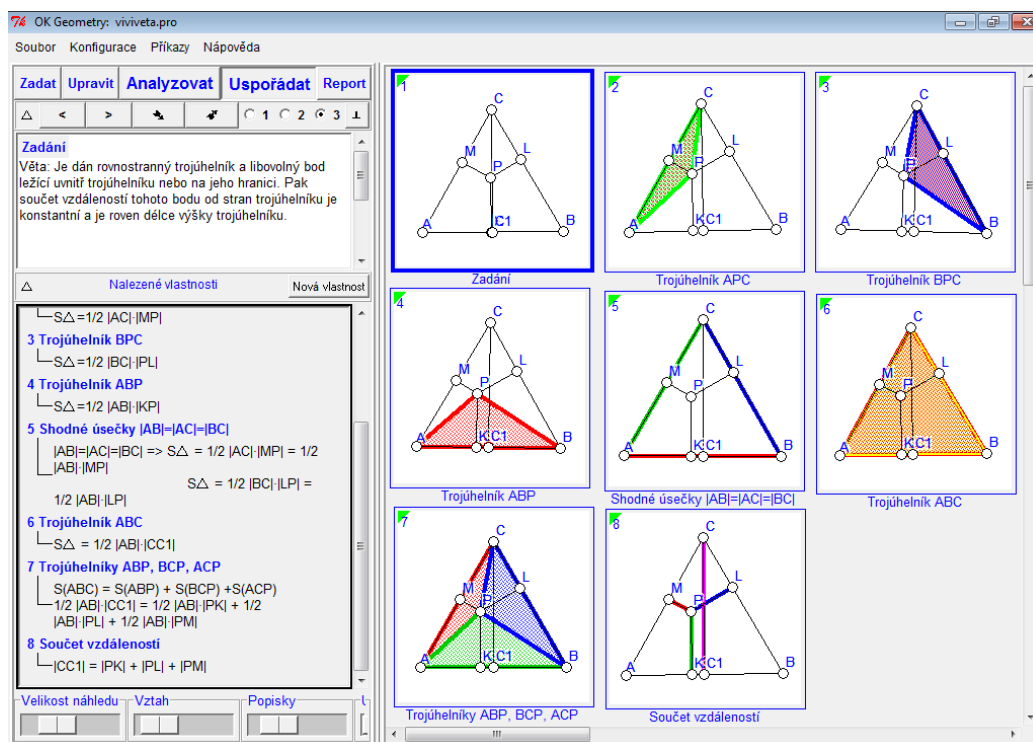 OK Geometry: viviveta.pro
Soubor Konfigurace Příkazy Nápověda
Zadat Upravit Analyzovat Uspořádat Report
< > 1 2 3
Zadání
Věta: Je dán rovnostranný trojúhelník a libovolný bod
ležící uvnitř trojúhelníku nebo na jeho hranici. Pak
součet vzdáleností tohoto bodu od stran trojúhelníku je
konstantní a je roven délce výšky trojúhelníku.
Nalezené vlastnosti Nová vlastnost
S△=1/2 |AC|·|MP|
3 Trojúhelník BPC
S△=1/2 |BC|·|PL|
4 Trojúhelník ABP
S△=1/2 |AB|·|KP|
5 Shodné úsečky |AB|=|AC|=|BC|
|AB|=|AC|=|BC| => S△ = 1/2 |AC|·|MP| = 1/2
|AB|·|MP|
S△ = 1/2 |BC|·|LP| =
1/2 |AB|·|LP|
6 Trojúhelník ABC
S△ = 1/2 |AB|·|CC1|
7 Trojúhelníky ABP, BCP, ACP
S(ABC) = S(ABP) + S(BCP) +S(ACP)
1/2 |AB|·|CC1| = 1/2 |AB|·|PK| + 1/2
|AB|·|PL| + 1/2 |AB|·|PM|
8 Součet vzdáleností
|CC1| = |PK| + |PL| + |PM|
Velikost náhledu Vztah Popisky
1
C
M L
P
A C1 B
Zadání
2
C
M L
P
A K C1 B
Trojúhelník APC
3
C
M L
P
A K C1 B
Trojúhelník BPC
4
C
M L
P
A K C1 B
Trojúhelník ABP
5
C
M L
P
A K C1 B
Shodné úsečky |AB|=|AC|=|BC|
6
C
M L
P
A K C1 B
Trojúhelník ABC
7
C
M L
P
A K C1 B
Trojúhelníky ABP, BCP, ACP
8
C
M L
P
A K C1 B
Součet vzdáleností